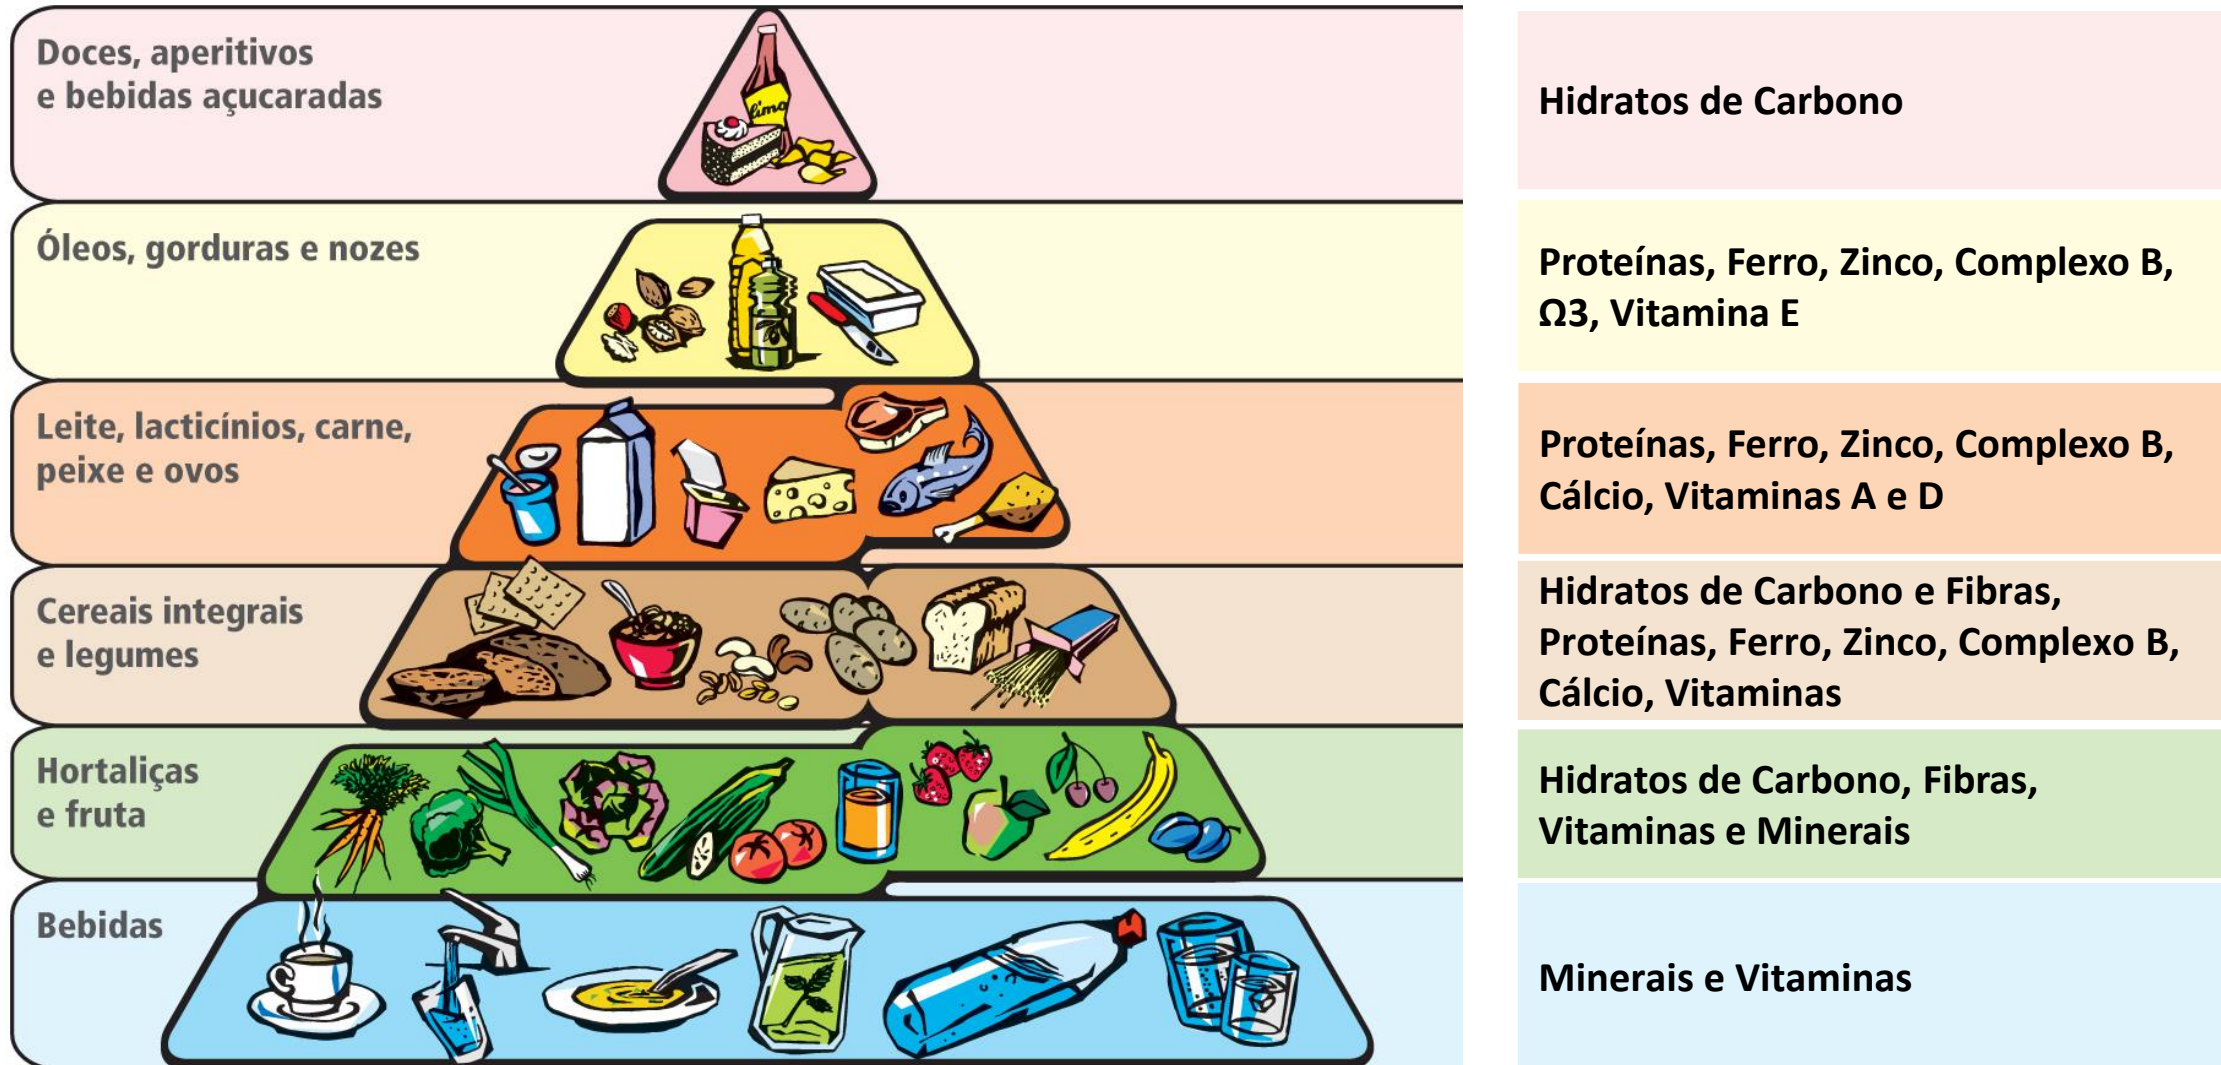 Doces, aperitivos
e bebidas açucaradas
limo
Hidratos de Carbono
Óleos, gorduras e nozes
Proteínas, Ferro, Zinco, Complexo B,
Ω3, Vitamina E
Leite, lacticínios, carne,
peixe e ovos
Proteínas, Ferro, Zinco, Complexo B,
Cálcio, Vitaminas A e D
Cereais integrais
e legumes
Hidratos de Carbono e Fibras,
Proteínas, Ferro, Zinco, Complexo B,
Cálcio, Vitaminas
Hortaliças
e fruta
Hidratos de Carbono, Fibras,
Vitaminas e Minerais
Bebidas
Minerais e Vitaminas